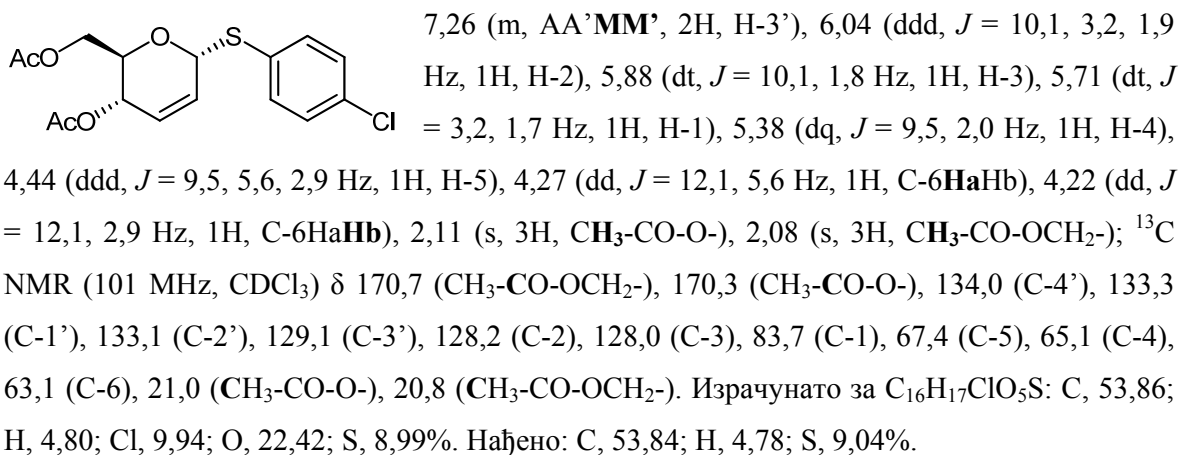 7,26 (m, AA’MM’, 2H, H-3’), 6,04 (ddd, J = 10,1, 3,2, 1,9
Hz, 1H, H-2), 5,88 (dt, J = 10,1, 1,8 Hz, 1H, H-3), 5,71 (dt, J
= 3,2, 1,7 Hz, 1H, H-1), 5,38 (dq, J = 9,5, 2,0 Hz, 1H, H-4),
AcO O S AcO Cl
4,44 (ddd, J = 9,5, 5,6, 2,9 Hz, 1H, H-5), 4,27 (dd, J = 12,1, 5,6 Hz, 1H, C-6HaHb), 4,22 (dd, J
= 12,1, 2,9 Hz, 1H, C-6HaHb), 2,11 (s, 3H, CH₃-CO-O-), 2,08 (s, 3H, CH₃-CO-OCH₂-); ¹³C
NMR (101 MHz, CDCl₃) δ 170,7 (CH₃-CO-OCH₂-), 170,3 (CH₃-CO-O-), 134,0 (C-4’), 133,3
(C-1’), 133,1 (C-2’), 129,1 (C-3’), 128,2 (C-2), 128,0 (C-3), 83,7 (C-1), 67,4 (C-5), 65,1 (C-4),
63,1 (C-6), 21,0 (CH₃-CO-O-), 20,8 (CH₃-CO-OCH₂-). Израчунато за C₁₆H₁₇ClO₅S: C, 53,86;
H, 4,80; Cl, 9,94; O, 22,42; S, 8,99%. Нађено: C, 53,84; H, 4,78; S, 9,04%.